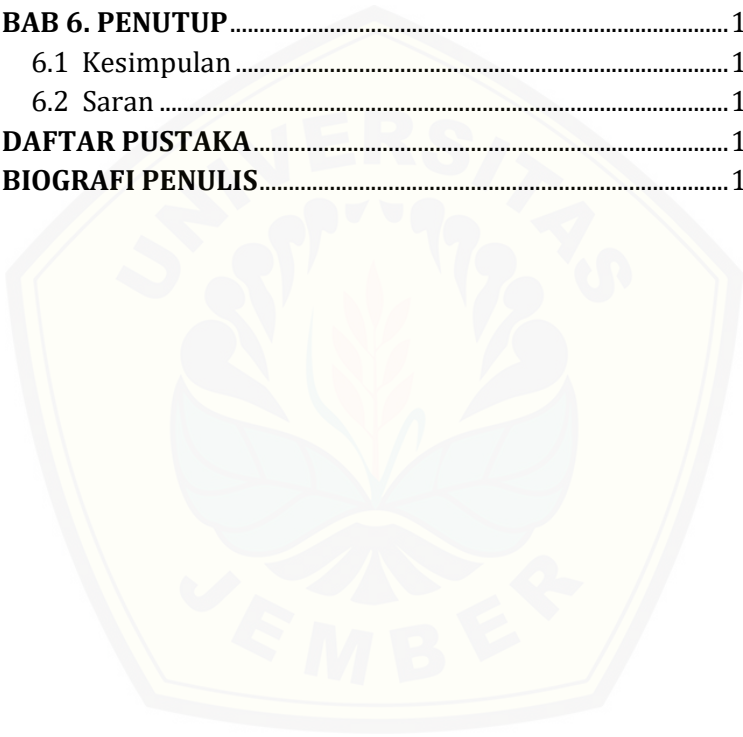 BAB 6. PENUTUP........................................................................................ 1
6.1 Kesimpulan....................................................................................... 1
6.2 Saran.................................................................................................... 1
DAFTAR PUSTAKA.................................................................................... 1
BIOGRAFI PENULIS................................................................................... 1
UNIVERSITAS
JEMBER